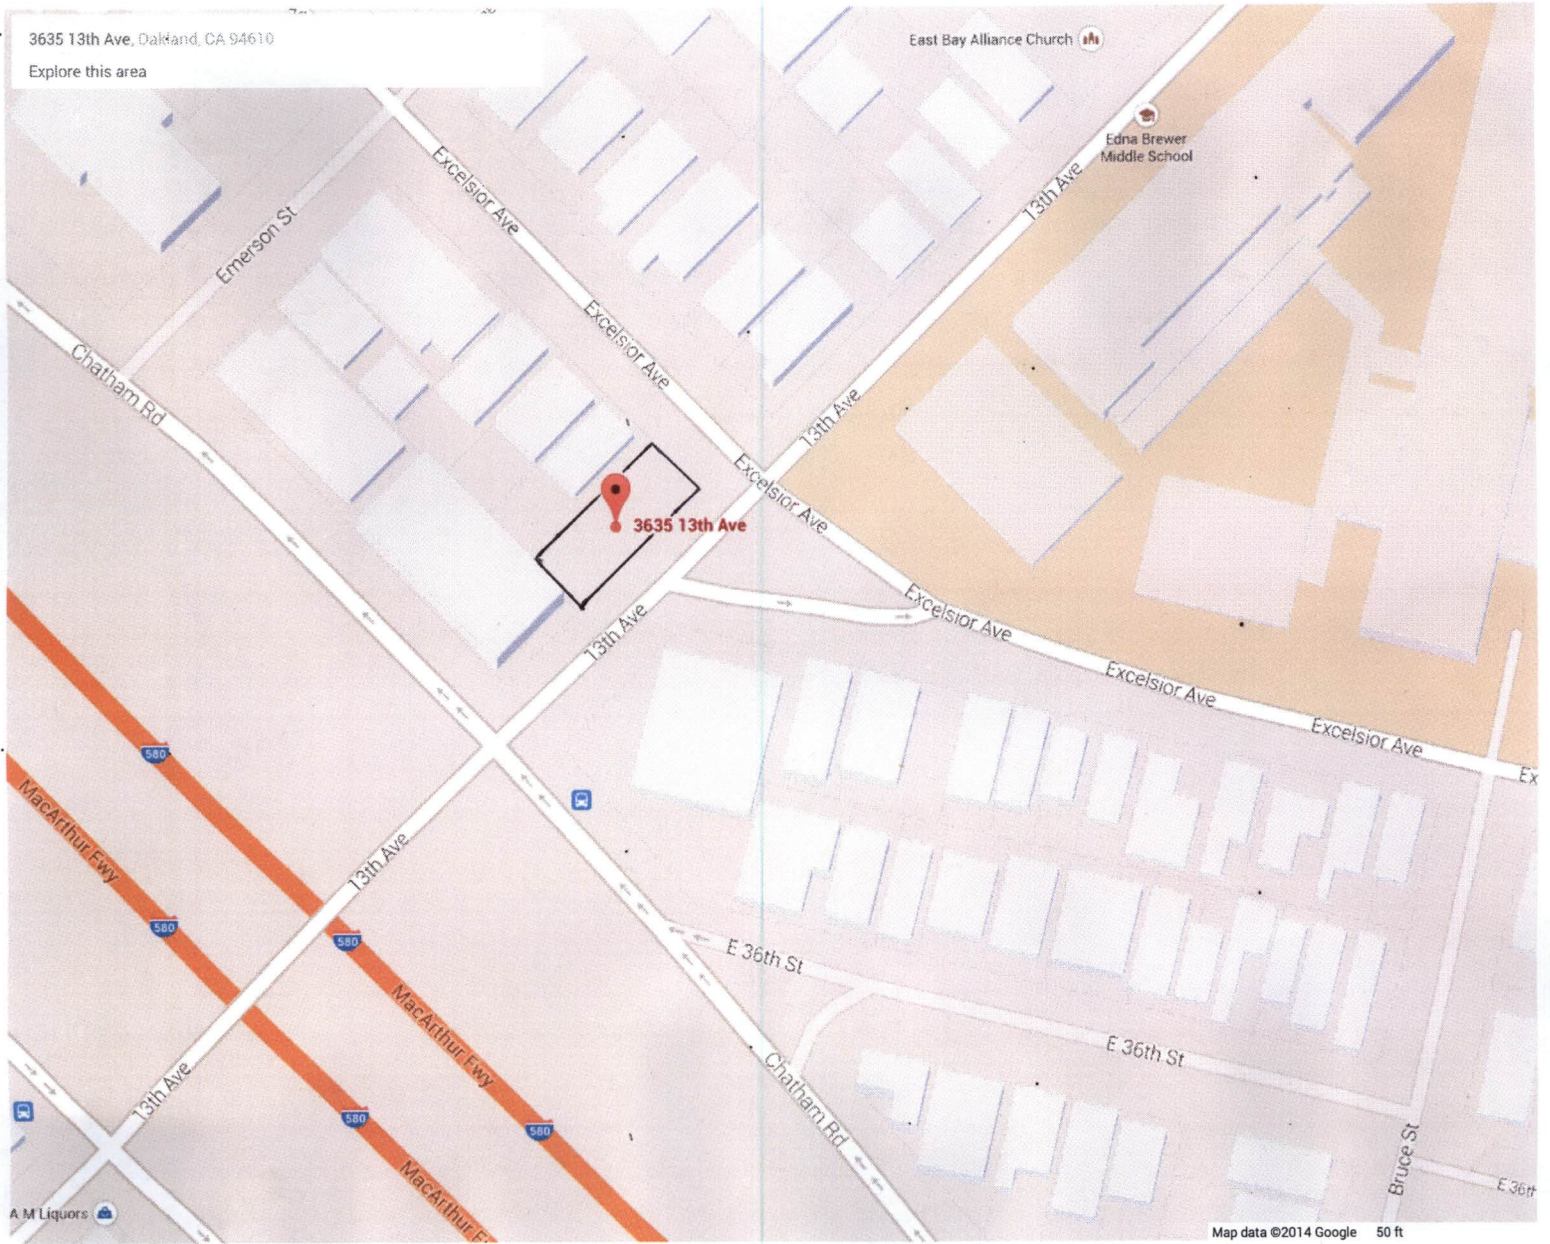 3635 13th Ave, Oakland, CA 94610
Explore this area
East Bay Alliance Church
Edna Brewer
Middle School
Excelsior Ave
13th Ave
Emerson St
Excelsior Ave
Chatham Rd
13th Ave
Excelsior Ave
3635 13th Ave
13th Ave
Excelsior Ave
Excelsior Ave
Excelsior Ave
Ex
580
MacArthur Fwy
13th Ave
580
580
E 36th St
MacArthur Fwy
E 36th St
13th Ave
Chatham Rd
580
580
Bruce St
MacArthur F
E 36th
A M Liquors
Map data ©2014 Google 50 ft